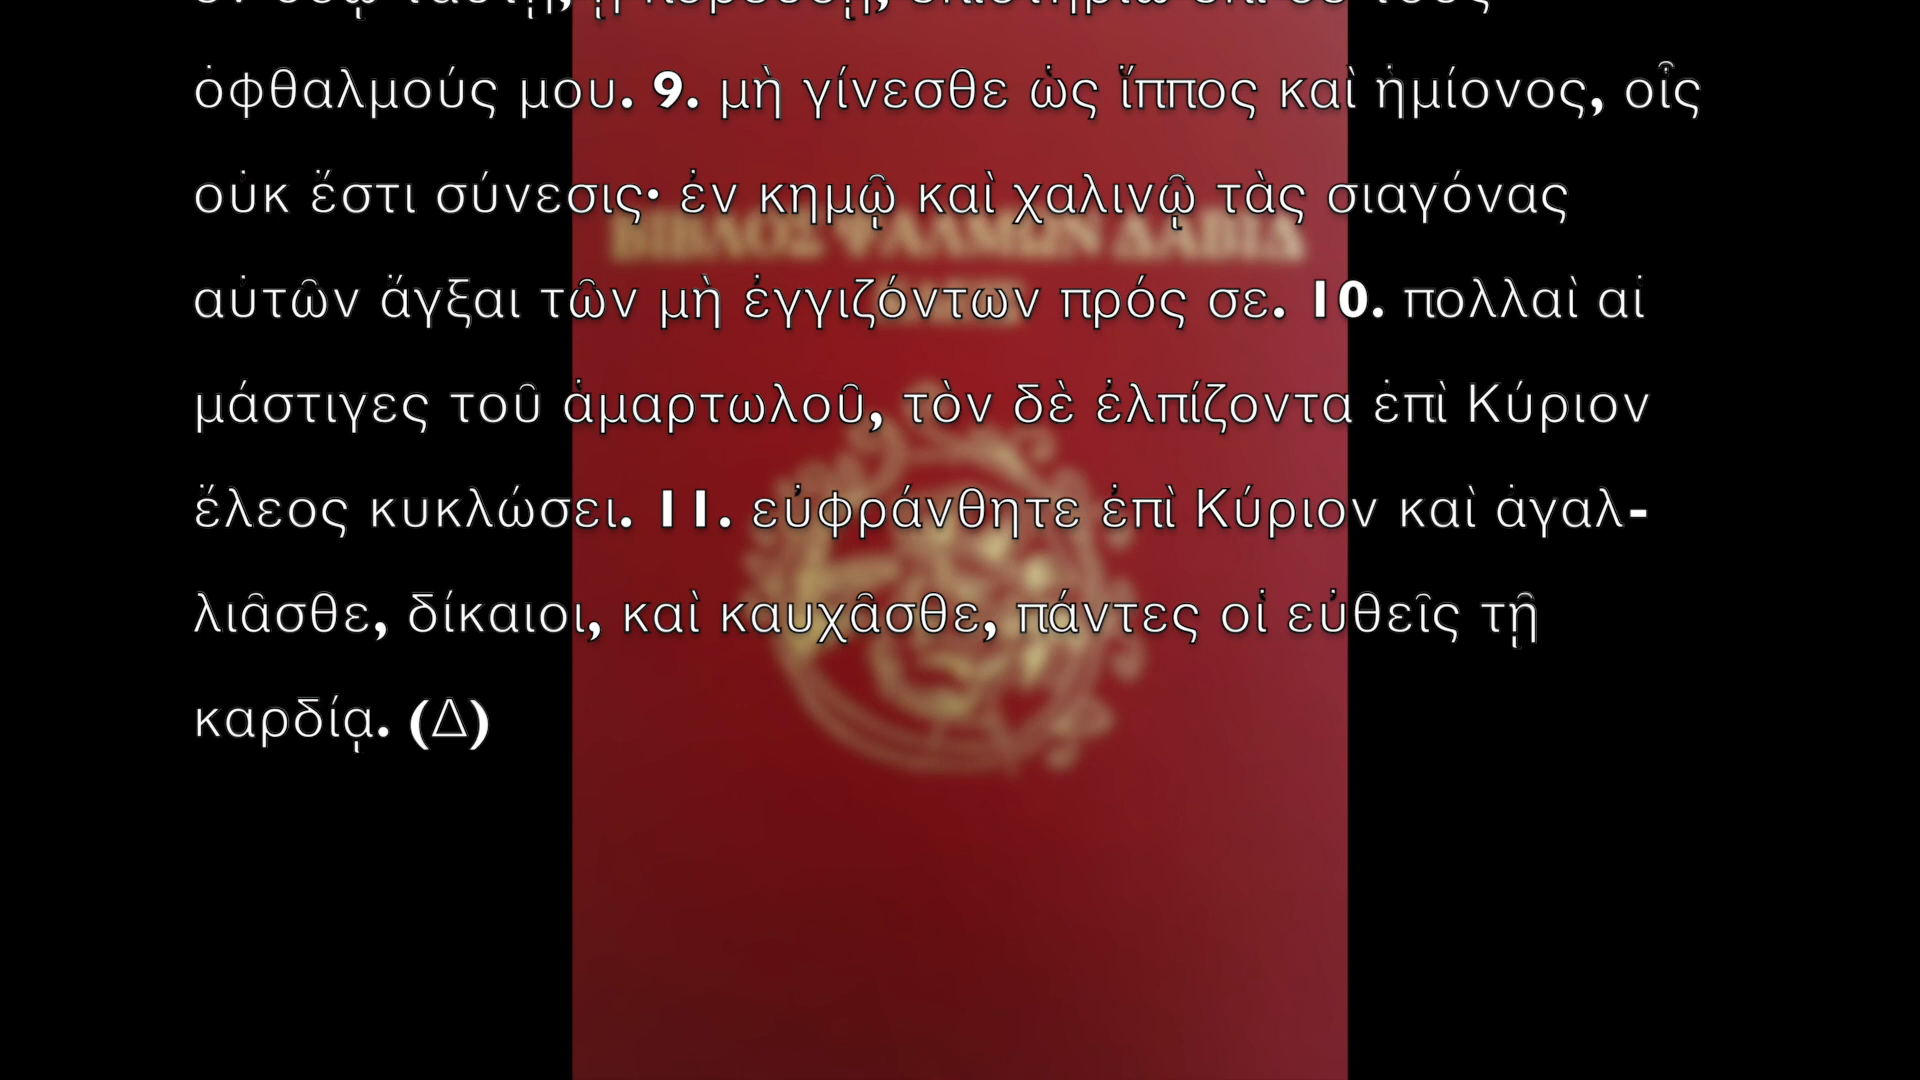 ὀφθαλμούς μου. 9. μὴ γίνεσθε ὡς ἵππος καὶ ἡμίονος, οἷς
οὐκ ἔστι σύνεσις· ἐν κημῷ καὶ χαλινῷ τὰς σιαγόνας
ΒΙΒΛΟΣ ΨΑΛΜΩΝ ΔΑΒΙΔ
αὐτῶν ἄγξαι τῶν μὴ ἐγγιζόντων πρός σε. 10. πολλαὶ αἱ
μάστιγες τοῦ ἁμαρτωλοῦ, τὸν δὲ ἐλπίζοντα ἐπὶ Κύριον
ἔλεος κυκλώσει. 11. εὐφράνθητε ἐπὶ Κύριον καὶ ἀγαλ-
λιᾶσθε, δίκαιοι, καὶ καυχᾶσθε, πάντες οἱ εὐθεῖς τῇ
καρδίᾳ. (Δ)